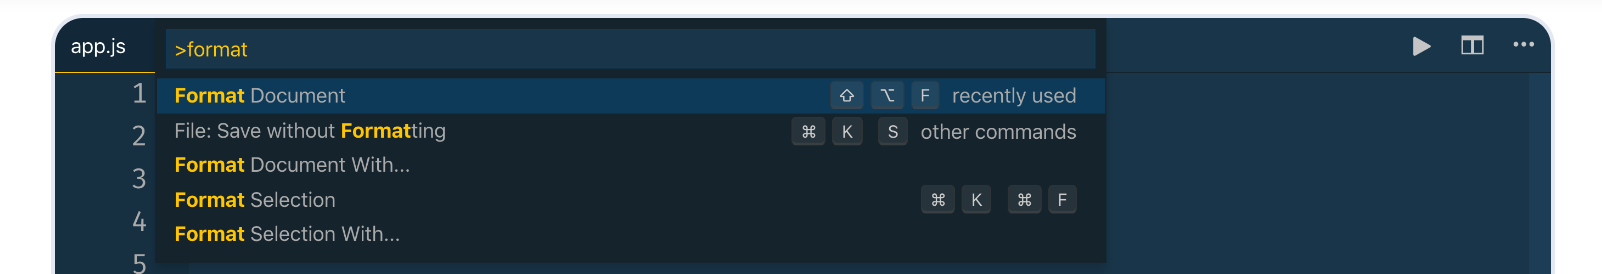 app.js
>format
1
Format Document ⇧ ⌥ F recently used
2
File: Save without Formatting ⌘ K S other commands
Format Document With...
3
Format Selection ⌘ K ⌘ F
4
Format Selection With...
5